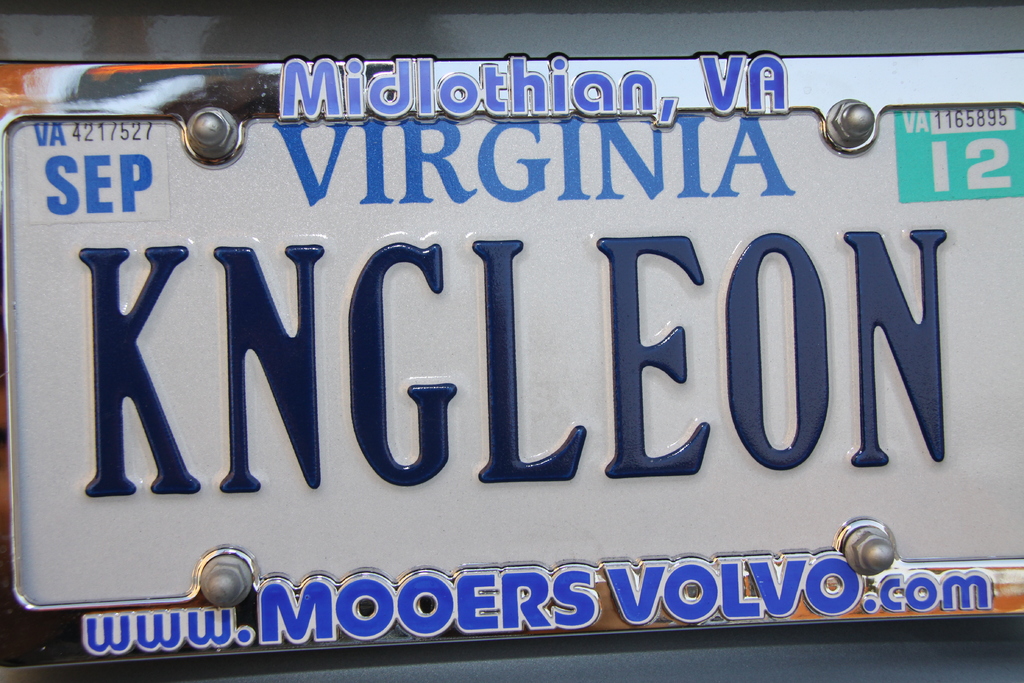 Midlothian, VA
VA 4217527
SEP
VIRGINIA
VA 1165895
12
KNGLEON
www.MOOERSVOLVO.com